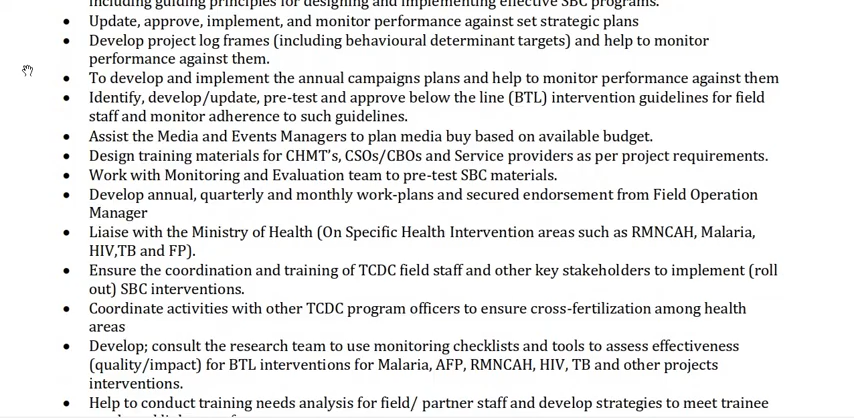 including guiding principles for designing and implementing effective SBC programs.
• Update, approve, implement, and monitor performance against set strategic plans
• Develop project log frames (including behavioural determinant targets) and help to monitor
performance against them.
• To develop and implement the annual campaigns plans and help to monitor performance against them
• Identify, develop/update, pre-test and approve below the line (BTL) intervention guidelines for field
staff and monitor adherence to such guidelines.
• Assist the Media and Events Managers to plan media buy based on available budget.
• Design training materials for CHMT's, CSOs/CBOs and Service providers as per project requirements.
• Work with Monitoring and Evaluation team to pre-test SBC materials.
• Develop annual, quarterly and monthly work-plans and secured endorsement from Field Operation
Manager
• Liaise with the Ministry of Health (On Specific Health Intervention areas such as RMNCAH, Malaria,
HIV,TB and FP).
• Ensure the coordination and training of TCDC field staff and other key stakeholders to implement (roll
out) SBC interventions.
• Coordinate activities with other TCDC program officers to ensure cross-fertilization among health
areas
• Develop; consult the research team to use monitoring checklists and tools to assess effectiveness
(quality/impact) for BTL interventions for Malaria, AFP, RMNCAH, HIV, TB and other projects
interventions.
• Help to conduct training needs analysis for field/ partner staff and develop strategies to meet trainee